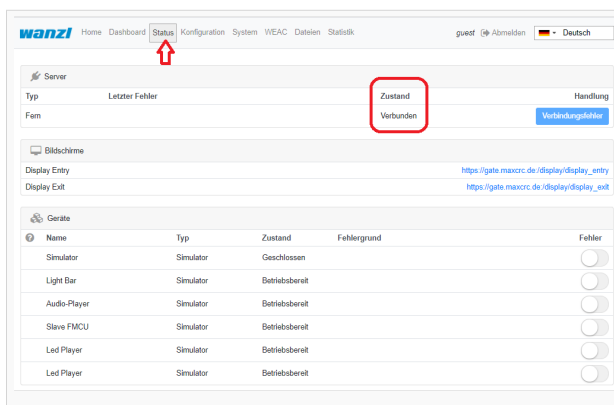 wanzl Home Dashboard Status Konfiguration System WEAC Dateien Statistik guest Abmelden Deutsch
Server
Typ Letzter Fehler Zustand Handlung
Fern Verbunden Verbindungsfehler
Bildschirme
Display Entry https://gate.maxcrc.de:/display/display_entry
Display Exit https://gate.maxcrc.de:/display/display_exit
Geräte
Name Typ Zustand Fehlergrund Fehler
Simulator Simulator Geschlossen
Light Bar Simulator Betriebsbereit
Audio-Player Simulator Betriebsbereit
Slave FMCU Simulator Betriebsbereit
Led Player Simulator Betriebsbereit
Led Player Simulator Betriebsbereit